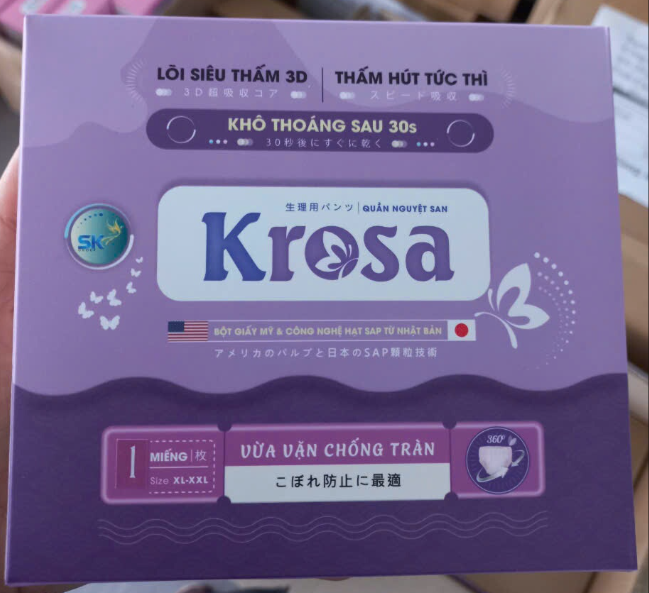 LÕI SIÊU THẤM 3D | THẤM HÚT TỨC THÌ
3D超吸収コア スピード吸収
KHÔ THOÁNG SAU 30s
30秒後にすぐに乾く
生理用パンツ | QUẦN NGUYỆT SAN
SK
Krosa
BỘT GIẤY MỸ & CÔNG NGHỆ HẠT SAP TỪ NHẬT BẢN
アメリカのパルプと日本のSAP顆粒技術
1 MIẾNG | 枚
Size XL-XXL
VỪA VẶN CHỐNG TRÀN
こぼれ防止に最適
360°